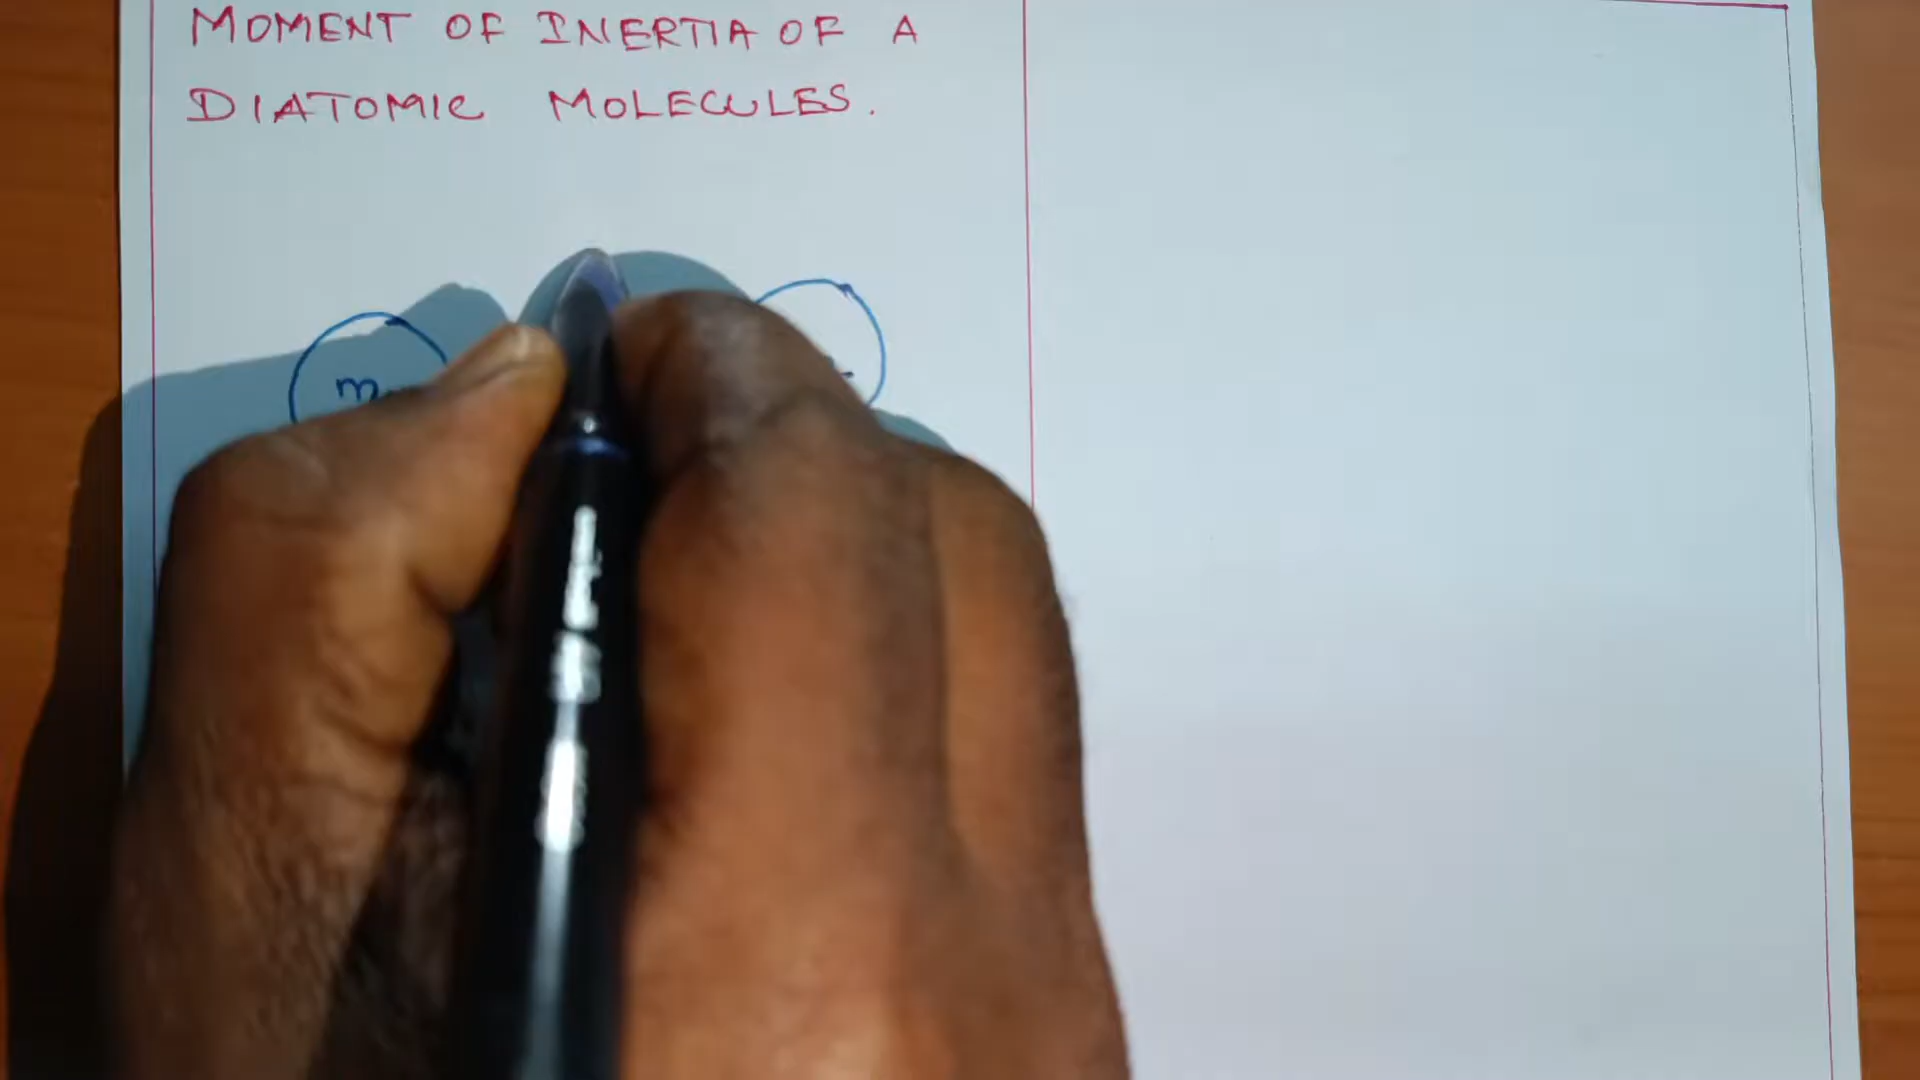 MOMENT OF INERTIA OF A
DIATOMIC MOLECULES.
m